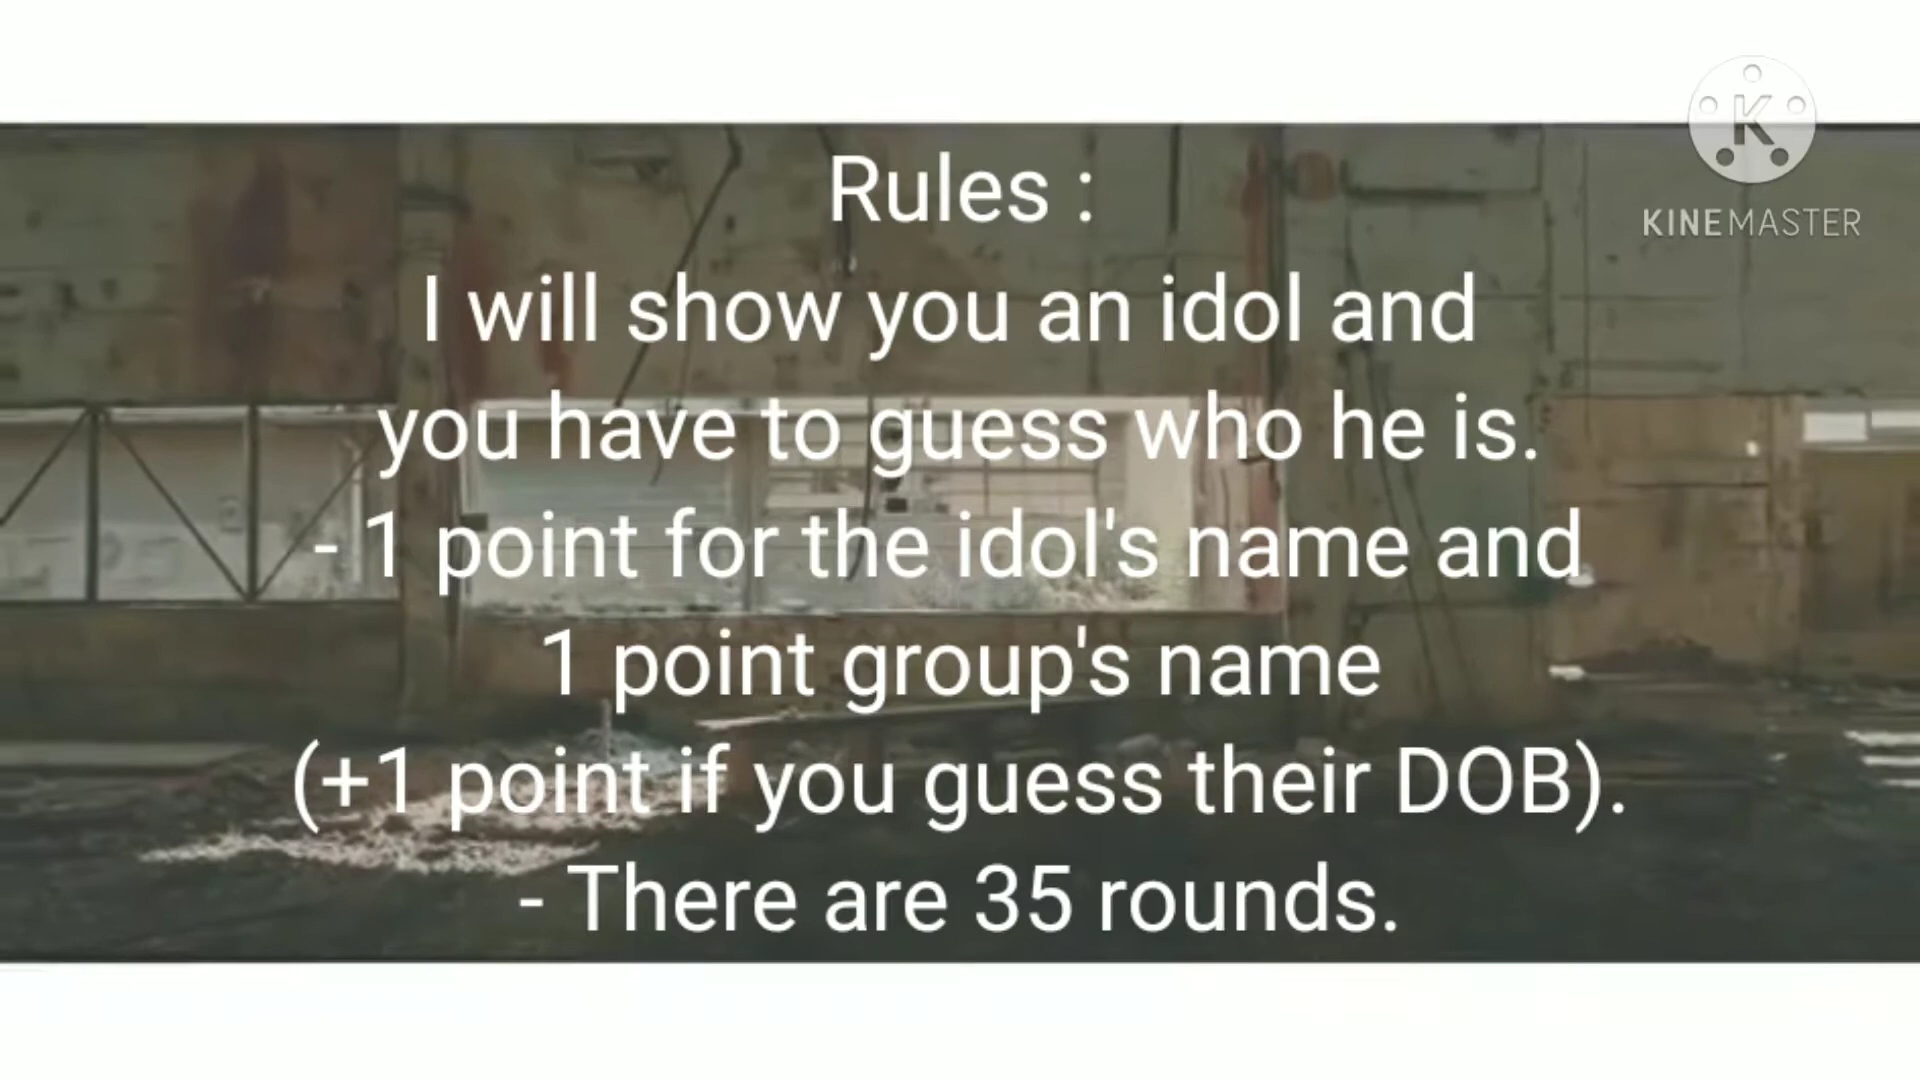 KINEMASTER
Rules :
I will show you an idol and
you have to guess who he is.
- 1 point for the idol's name and
1 point group's name
(+1 point if you guess their DOB).
- There are 35 rounds.